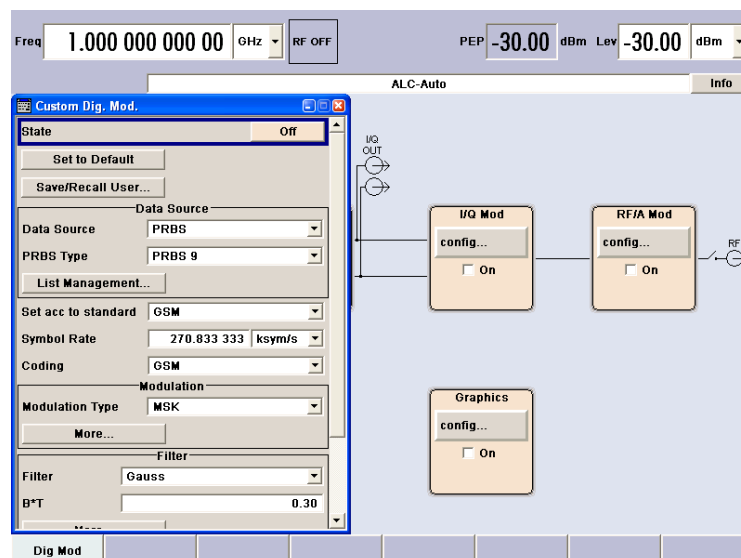 Freq 1.000 000 000 00 GHz RF OFF PEP -30.00 dBm Lev -30.00 dBm
ALC-Auto Info
Custom Dig. Mod.
State Off
Set to Default
Save/Recall User...
Data Source
Data Source PRBS
PRBS Type PRBS 9
List Management...
Set acc to standard GSM
Symbol Rate 270.833 333 ksym/s
Coding GSM
Modulation
Modulation Type MSK
More...
Filter
Filter Gauss
B*T 0.30
I/Q
OUT
I/Q Mod
config...
On
RF/A Mod
config...
On
RF
Graphics
config...
On
Dig Mod